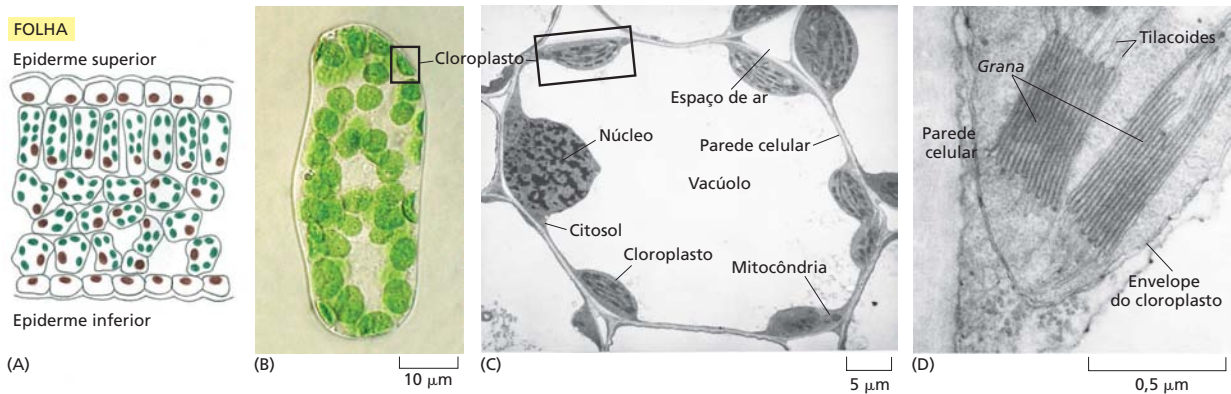 FOLHA
Epiderme superior
Epiderme inferior
(A)
Cloroplasto
(B)
10 μm
Espaço de ar
Núcleo
Parede celular
Vacúolo
Citosol
Cloroplasto
Mitocôndria
(C)
5 μm
Tilacoides
Grana
Parede
celular
Envelope
do cloroplasto
(D)
0,5 μm